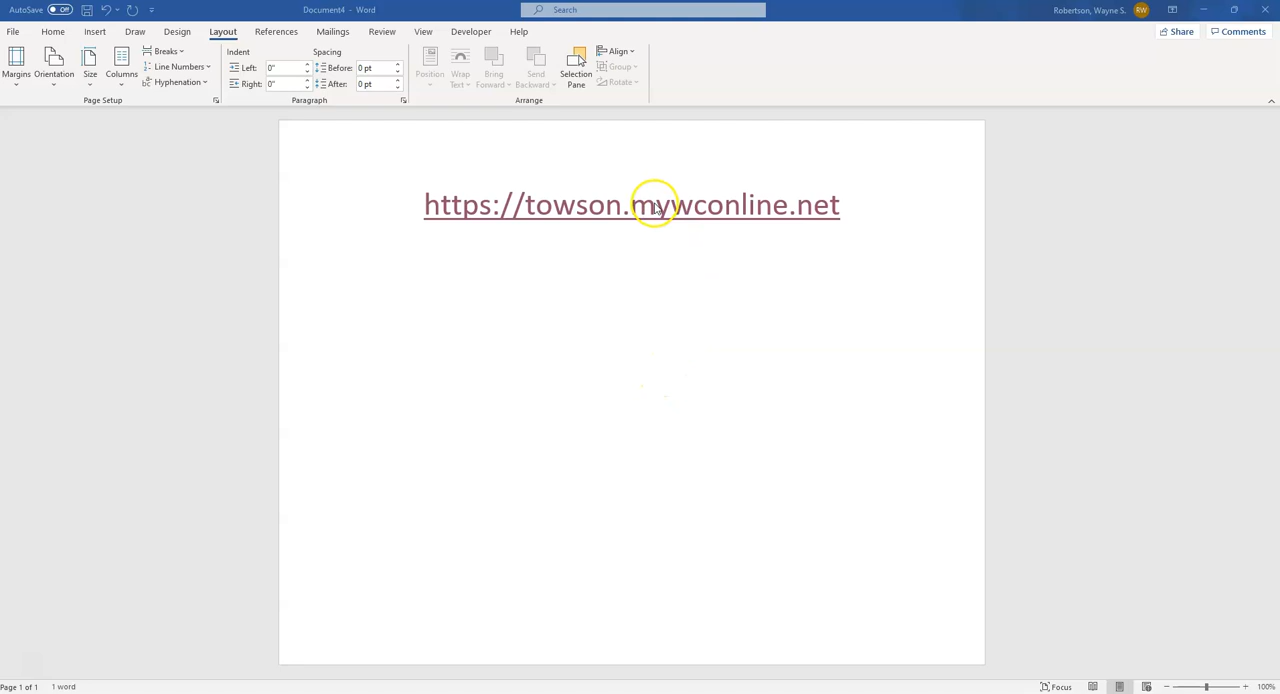 AutoSave Off Document4 - Word Search Robertson, Wayne S. RW
File Home Insert Draw Design Layout References Mailings Review View Developer Help Share Comments
Margins Orientation Size Columns Breaks Line Numbers Hyphenation
Page Setup
Indent Spacing
Left: 0" Before: 0 pt
Right: 0" After: 0 pt
Paragraph
Position Wrap Text Bring Forward Send Backward Selection Pane Align Group Rotate
Arrange
https://towson.mywconline.net
Page 1 of 1 1 word Focus 100%